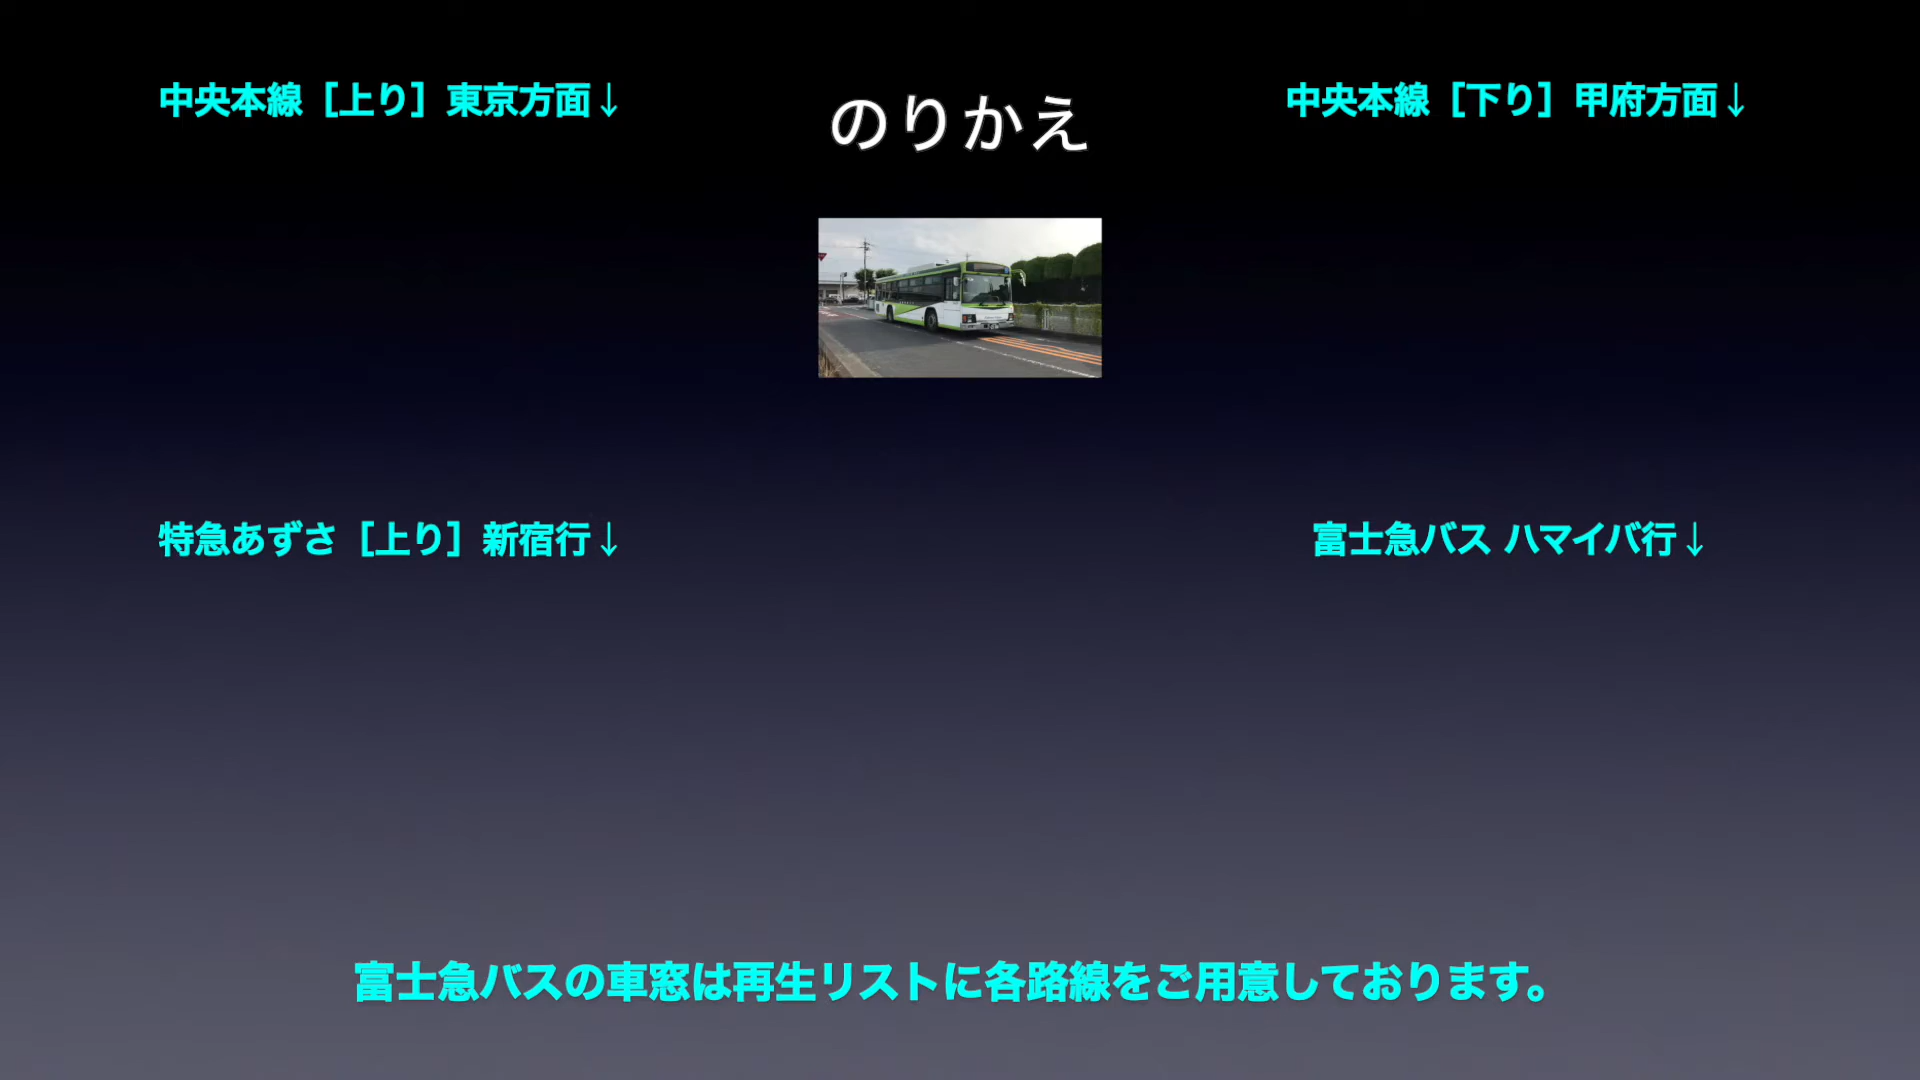 中央本線［上り］東京方面↓
のりかえ
中央本線［下り］甲府方面↓
特急あずさ［上り］新宿行↓
富士急バス ハマイバ行↓
富士急バスの車窓は再生リストに各路線をご用意しております。